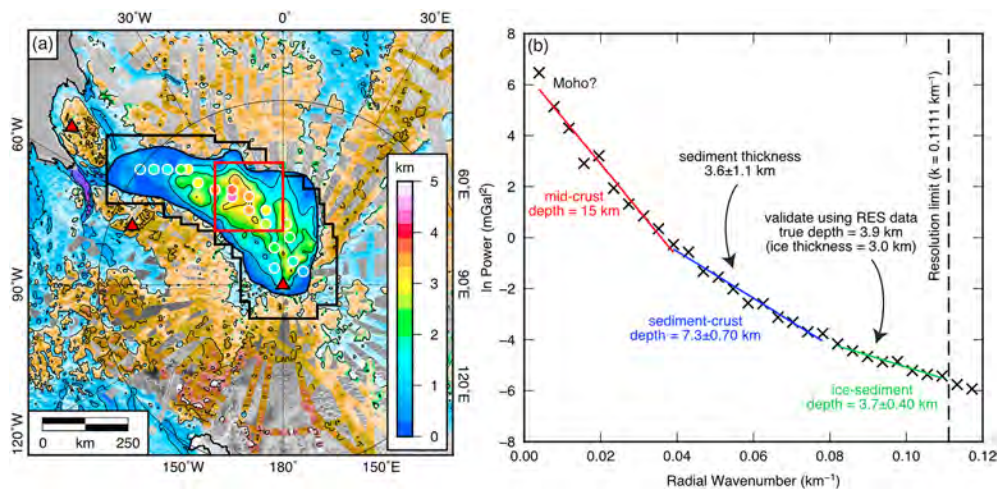 30°W
0°
30°E
(a)
60°W
90°W
120°W
150°W
180°
150°E
60°E
90°E
120°E
km
5
4
3
2
1
0
0
250
km
(b)
8
6
4
2
0
−2
−4
−6
−8
ln Power (mGal²)
0.00
0.02
0.04
0.06
0.08
0.10
0.12
Radial Wavenumber (km⁻¹)
Moho?
mid-crust
depth = 15 km
sediment thickness
3.6±1.1 km
sediment-crust
depth = 7.3±0.70 km
validate using RES data
true depth = 3.9 km
(ice thickness = 3.0 km)
ice-sediment
depth = 3.7±0.40 km
Resolution limit (k = 0.1111 km⁻¹)